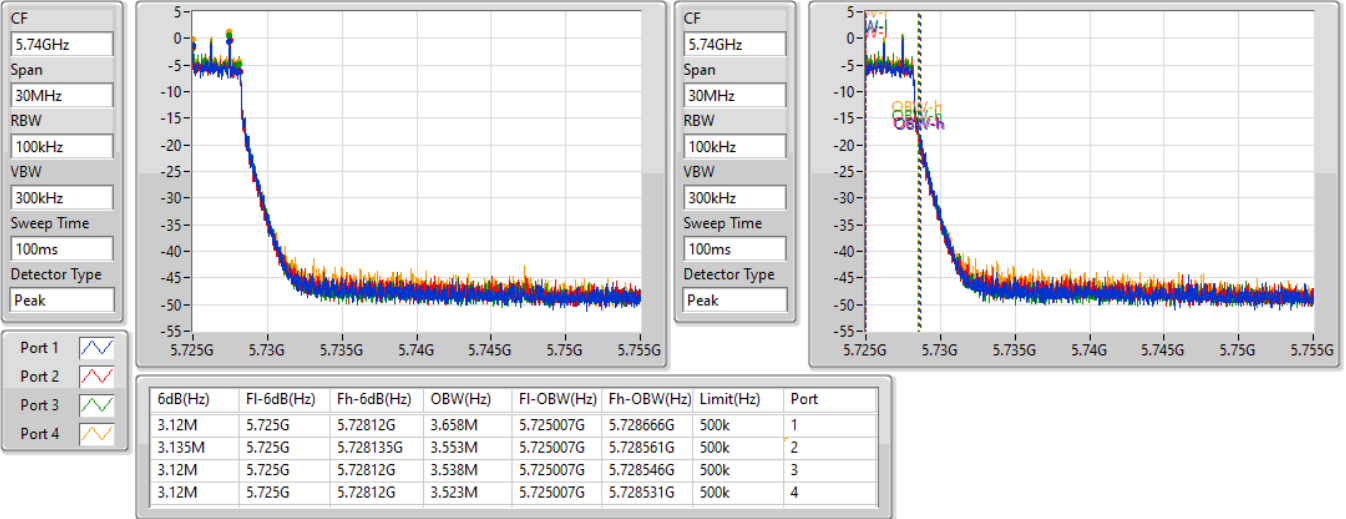 CF
5.74GHz
Span
30MHz
RBW
100kHz
VBW
300kHz
Sweep Time
100ms
Detector Type
Peak
5
0
-5
-10
-15
-20
-25
-30
-35
-40
-45
-50
-55
5.725G 5.73G 5.735G 5.74G 5.745G 5.75G 5.755G
CF
5.74GHz
Span
30MHz
RBW
100kHz
VBW
300kHz
Sweep Time
100ms
Detector Type
Peak
5
0
-5
-10
-15
-20
-25
-30
-35
-40
-45
-50
-55
OBW-h
OBW-h
5.725G 5.73G 5.735G 5.74G 5.745G 5.75G 5.755G
Port 1
Port 2
Port 3
Port 4
6dB(Hz) Fl-6dB(Hz) Fh-6dB(Hz) OBW(Hz) Fl-OBW(Hz) Fh-OBW(Hz) Limit(Hz) Port
3.12M 5.725G 5.72812G 3.658M 5.725007G 5.728666G 500k 1
3.135M 5.725G 5.728135G 3.553M 5.725007G 5.728561G 500k 2
3.12M 5.725G 5.72812G 3.538M 5.725007G 5.728546G 500k 3
3.12M 5.725G 5.72812G 3.523M 5.725007G 5.728531G 500k 4